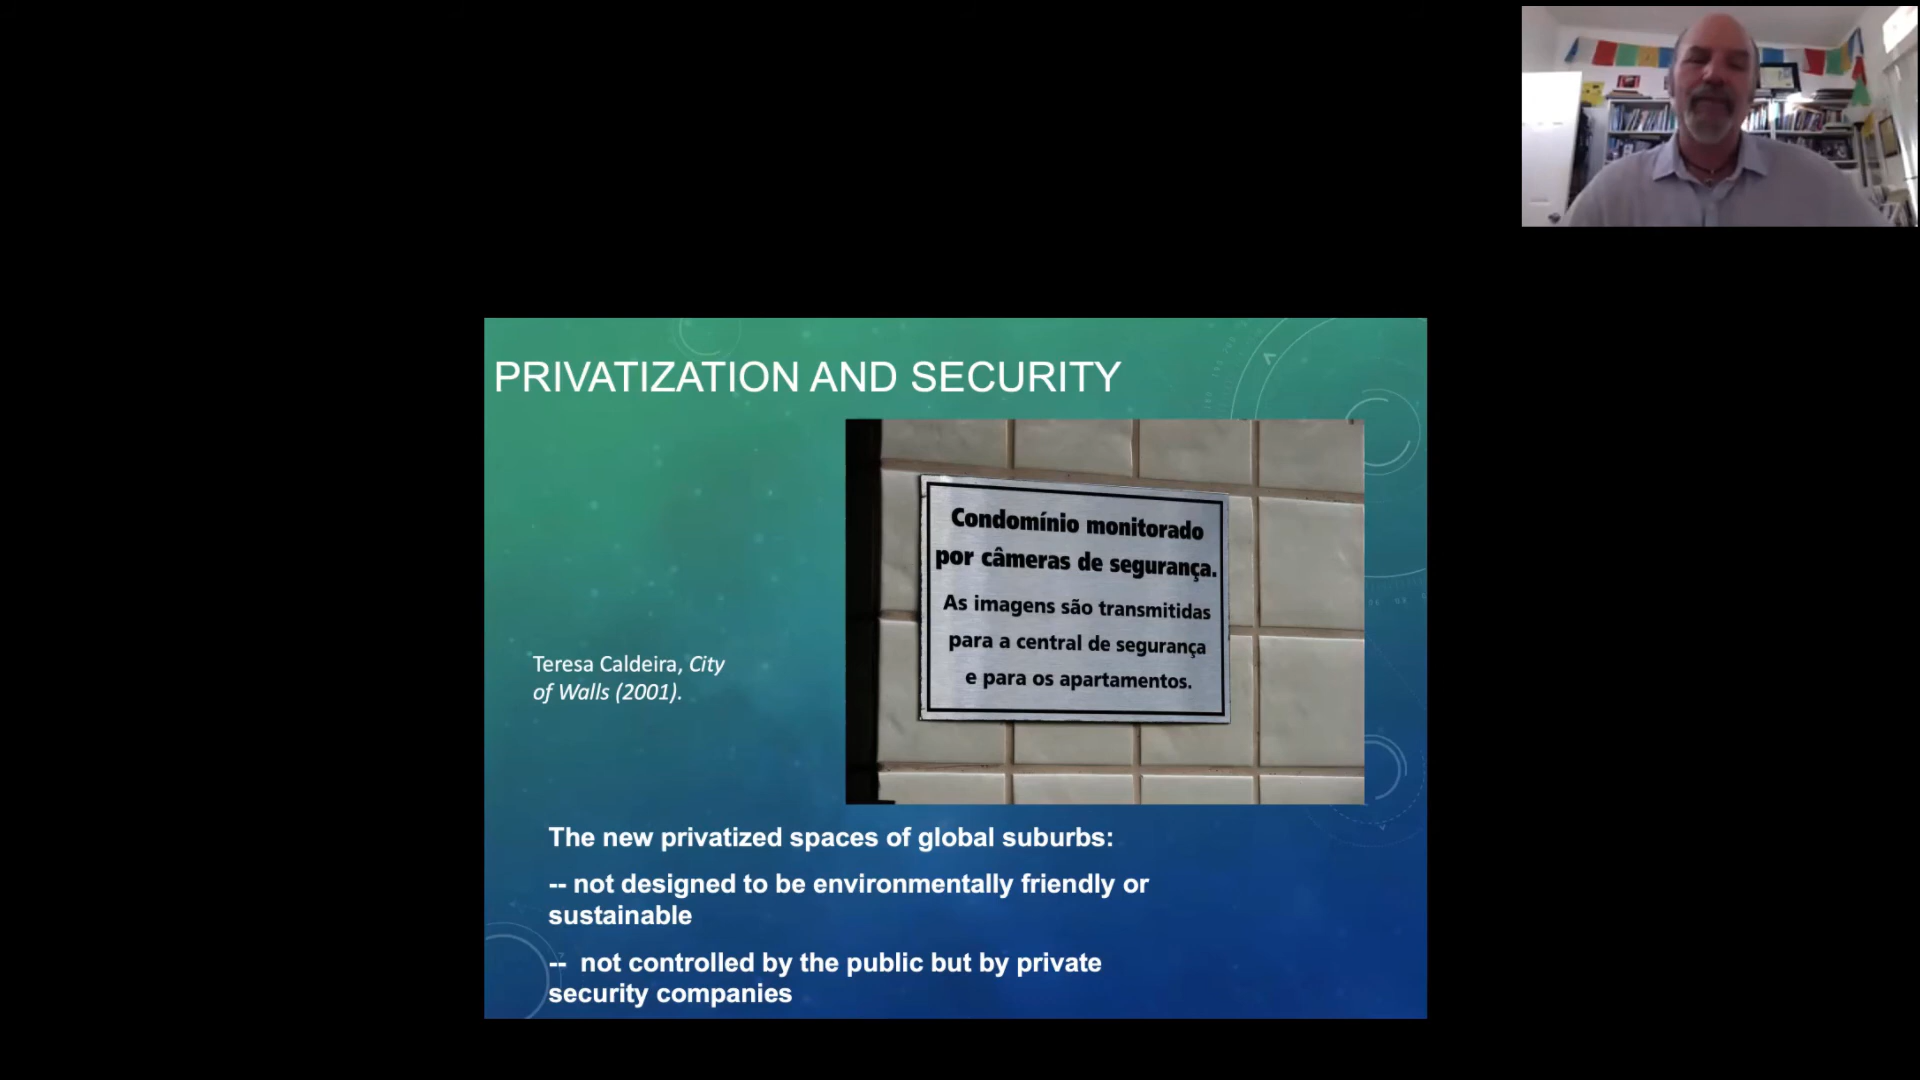 PRIVATIZATION AND SECURITY
Condomínio monitorado
por câmeras de segurança.
As imagens são transmitidas
para a central de segurança
e para os apartamentos.
Teresa Caldeira, City
of Walls (2001).
The new privatized spaces of global suburbs:
-- not designed to be environmentally friendly or
sustainable
-- not controlled by the public but by private
security companies